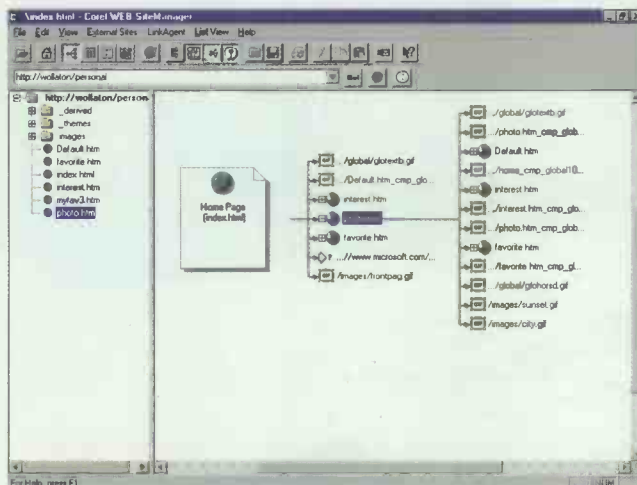 \index html - Corel WEB SiteManager
File Edit View External Sites LinkAgent List View Help
http://wollaton/personal
http://wollaton/person
_derived
_themes
images
Default htm
favorite htm
index html
interest.htm
myfav3.htm
photo.htm
Home Page
(index.html)
./global/glotextb.gif
./Default.htm_cmp_glo...
interest htm
favorite htm
? ...//www.microsoft.com/...
/images/frontpag.gif
../global/glotextb.gif
../photo.htm_cmp_glob...
Default htm
../home_cmp_global10...
interest htm
../interest.htm_cmp_glo...
../photo.htm_cmp_glob...
favorite htm
../favorite htm_cmp_gl...
../global/glohorsd.gif
/images/sunset.gif
/images/city.gif
For Help, press F1
NUM